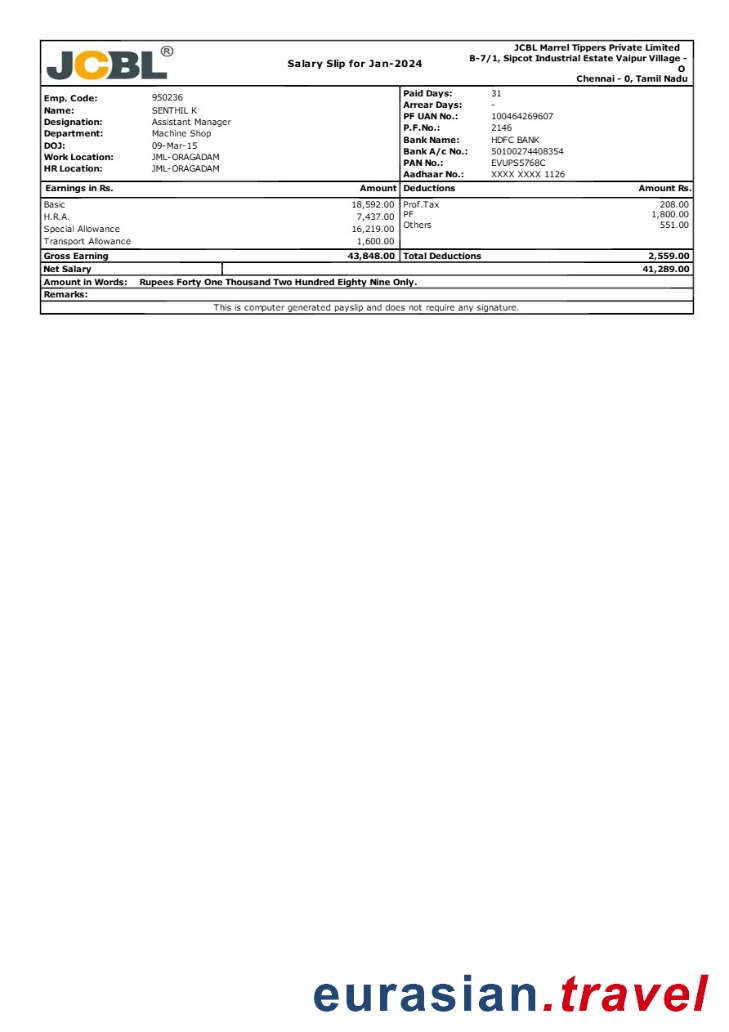 JCBL®
Salary Slip for Jan-2024
JCBL Marrel Tippers Private Limited
B-7/1, Sipcot Industrial Estate Vaipur Village -
O
Chennai - 0, Tamil Nadu
Emp. Code: 950236
Name: SENTHIL K
Designation: Assistant Manager
Department: Machine Shop
DOJ: 09-Mar-15
Work Location: JML-ORAGADAM
HR Location: JML-ORAGADAM
Paid Days: 31
Arrear Days: -
PF UAN No.: 100464269607
P.F.No.: 2146
Bank Name: HDFC BANK
Bank A/c No.: 50100274408354
PAN No.: EVUPS5768C
Aadhaar No.: XXXX XXXX 1126
Earnings in Rs. Amount Deductions Amount Rs.
Basic 18,592.00 Prof.Tax 208.00
H.R.A. 7,437.00 PF 1,800.00
Special Allowance 16,219.00 Others 551.00
Transport Allowance 1,600.00
Gross Earning 43,848.00 Total Deductions 2,559.00
Net Salary 41,289.00
Amount in Words: Rupees Forty One Thousand Two Hundred Eighty Nine Only.
Remarks:
This is computer generated payslip and does not require any signature.
eurasian.travel